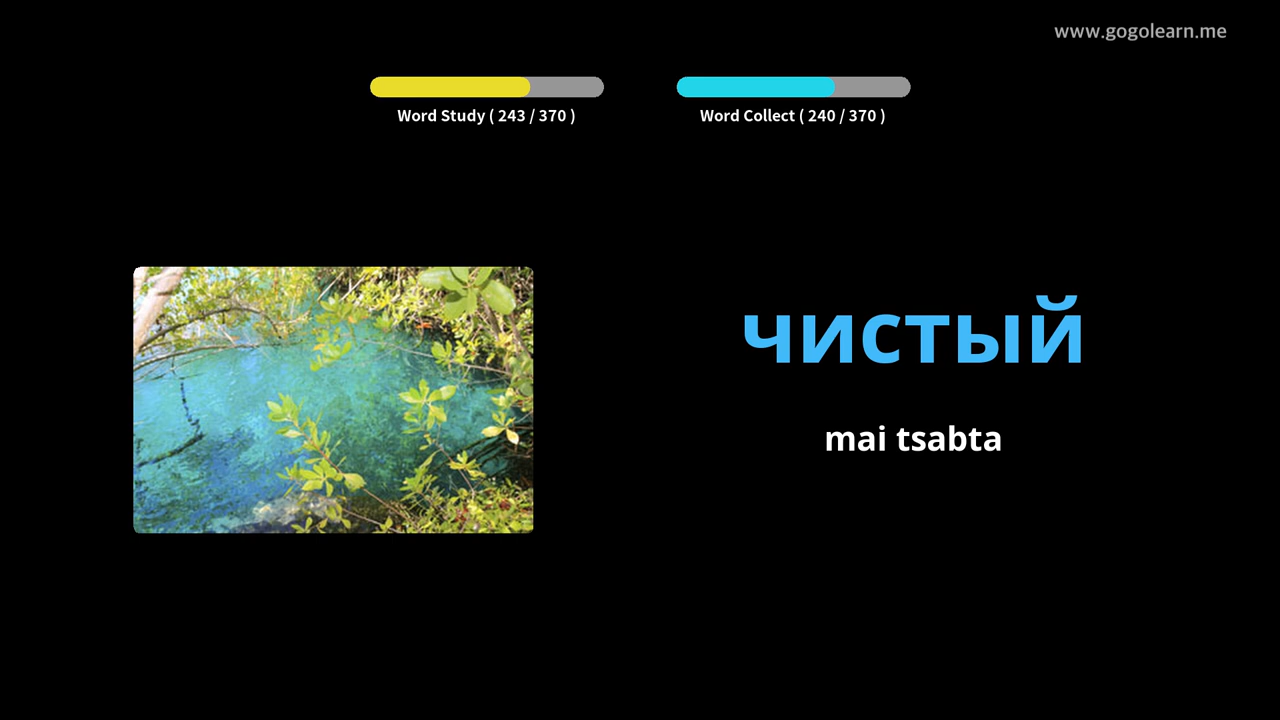 www.gogolearn.me
Word Study ( 243 / 370 )
Word Collect ( 240 / 370 )
чистый
mai tsabta